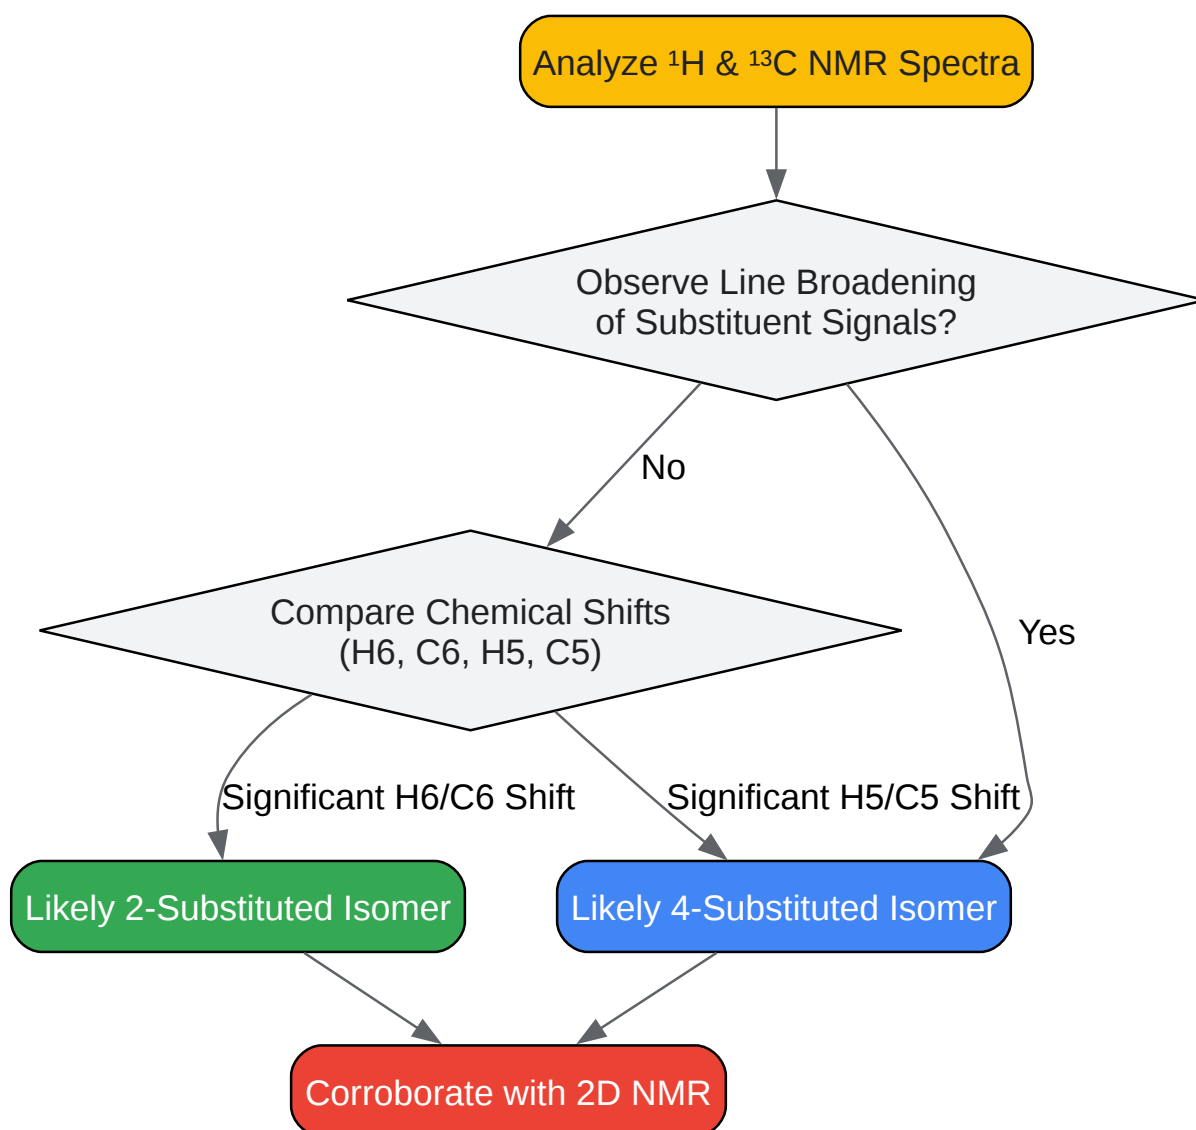 Analyze ¹H & ¹³C NMR Spectra
Observe Line Broadening
of Substituent Signals?
No
Yes
Compare Chemical Shifts
(H6, C6, H5, C5)
Significant H6/C6 Shift
Significant H5/C5 Shift
Likely 2-Substituted Isomer
Likely 4-Substituted Isomer
Corroborate with 2D NMR